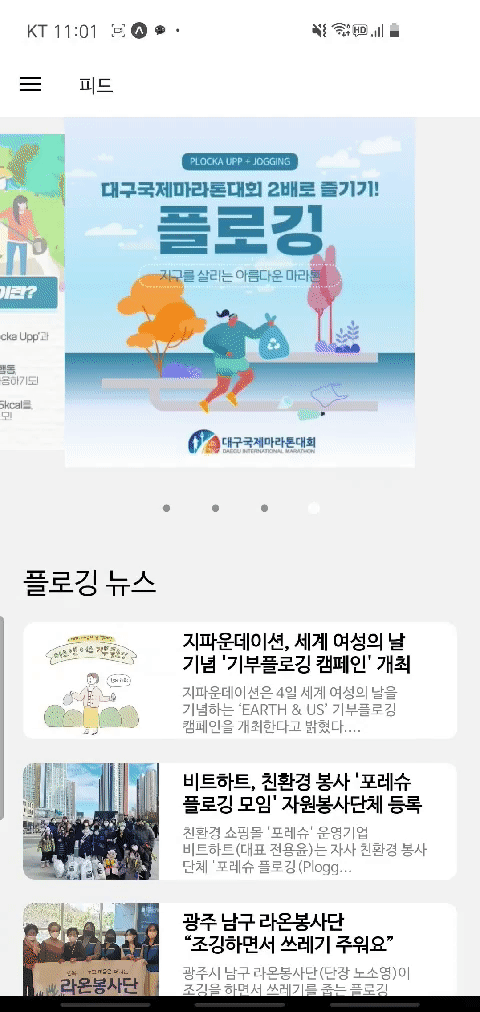 KT 11:01
HD
피드
PLOCKA UPP + JOGGING
대구국제마라톤대회 2배로 즐기기!
플로깅
지구를 살리는 아름다운 마라톤
대구국제마라톤대회
DAEGU INTERNATIONAL MARATHON
이란?
cka Upp'과
5kcal를
플로깅 뉴스
지파운데이션, 세계 여성의 날
기념 '기부플로깅 캠페인' 개최
지파운데이션은 4일 세계 여성의 날을
기념하는 ‘EARTH & US’ 기부플로깅
캠페인을 개최한다고 밝혔다....
비트하트, 친환경 봉사 '포레슈
플로깅 모임' 자원봉사단체 등록
친환경 쇼핑몰 '포레슈' 운영기업
비트하트(대표 전용윤)는 자사 친환경 봉사
단체 '포레슈 플로깅(Plogg...
광주 남구 라온봉사단
“조깅하면서 쓰레기 주워요”
광주시 남구 라온봉사단(단장 노소영)이
조깅을 하면서 쓰레기를 줍는 플로깅
라온봉사단